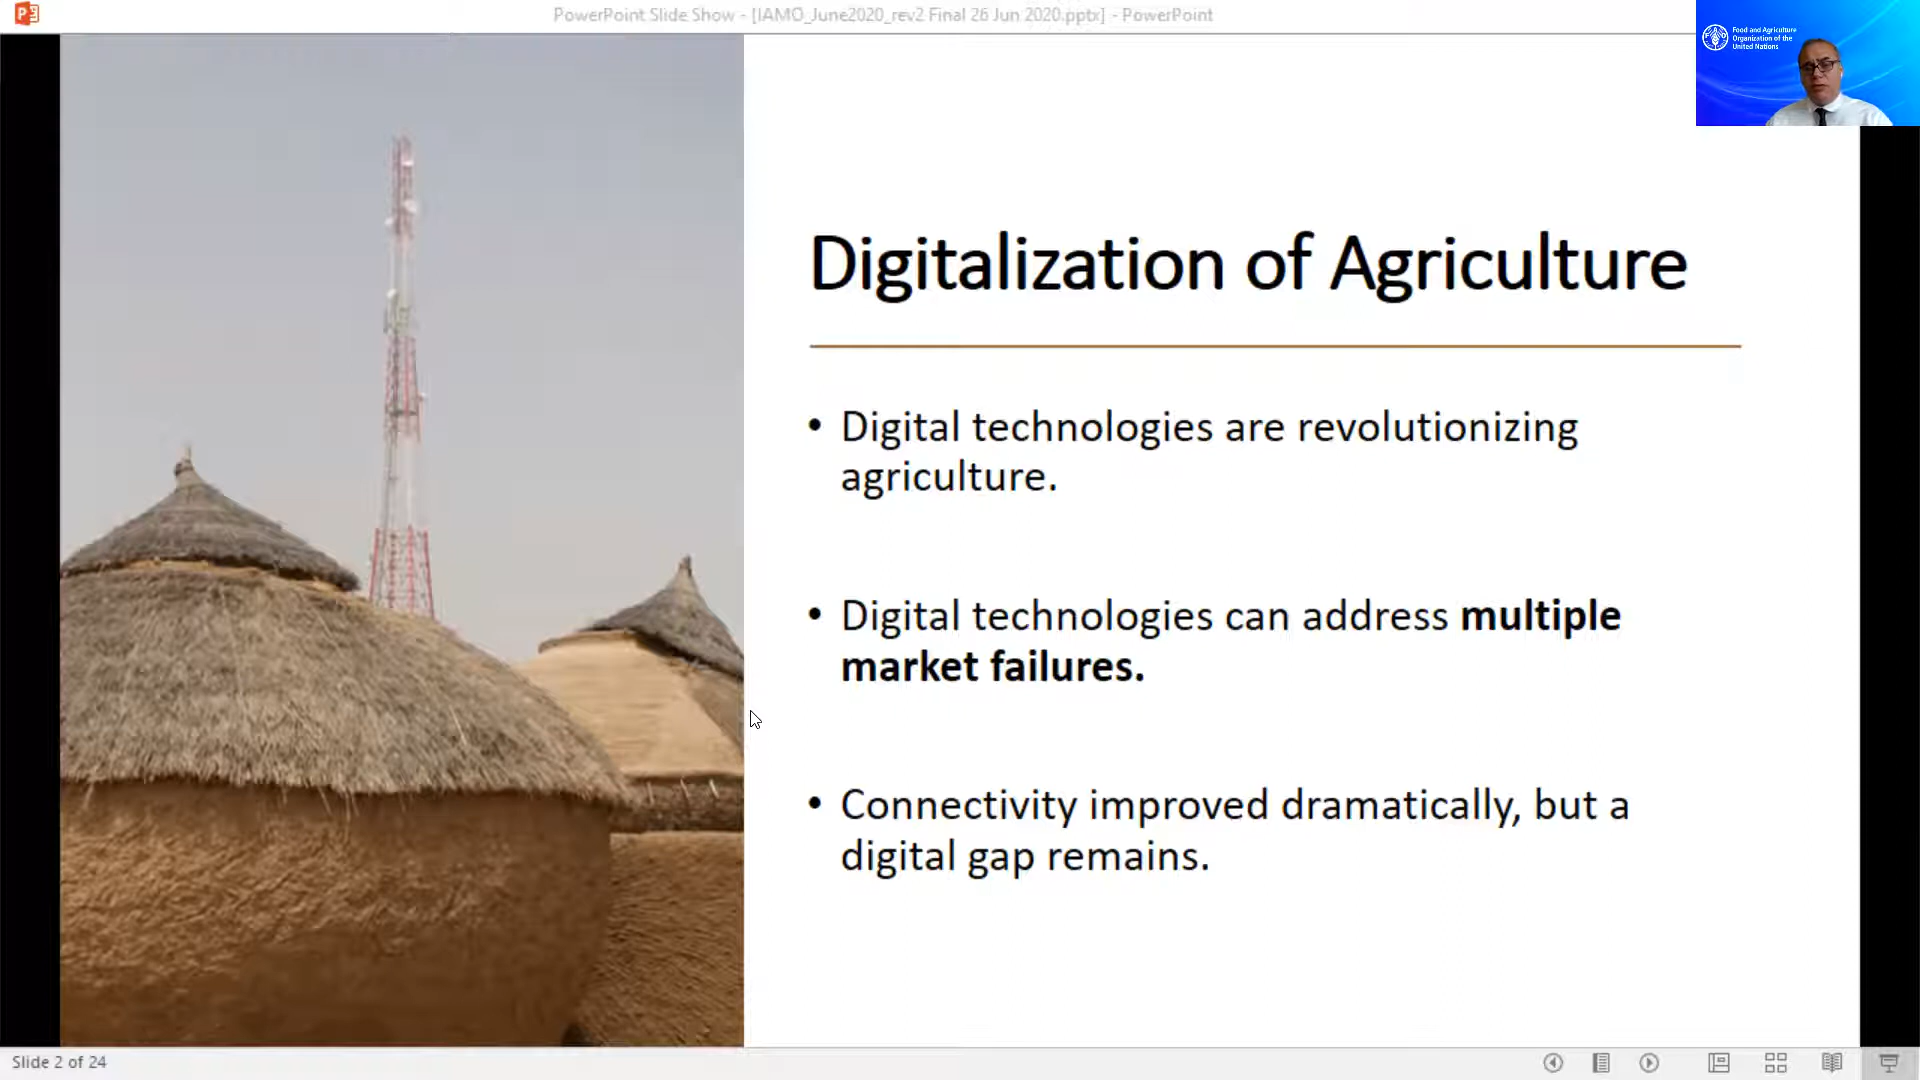 PowerPoint Slide Show - [IAMO_June2020_rev2 Final 26 Jun 2020.pptx] - PowerPoint
Food and Agriculture
Organization of the
United Nations
Digitalization of Agriculture
• Digital technologies are revolutionizing
agriculture.
• Digital technologies can address multiple
market failures.
• Connectivity improved dramatically, but a
digital gap remains.
Slide 2 of 24